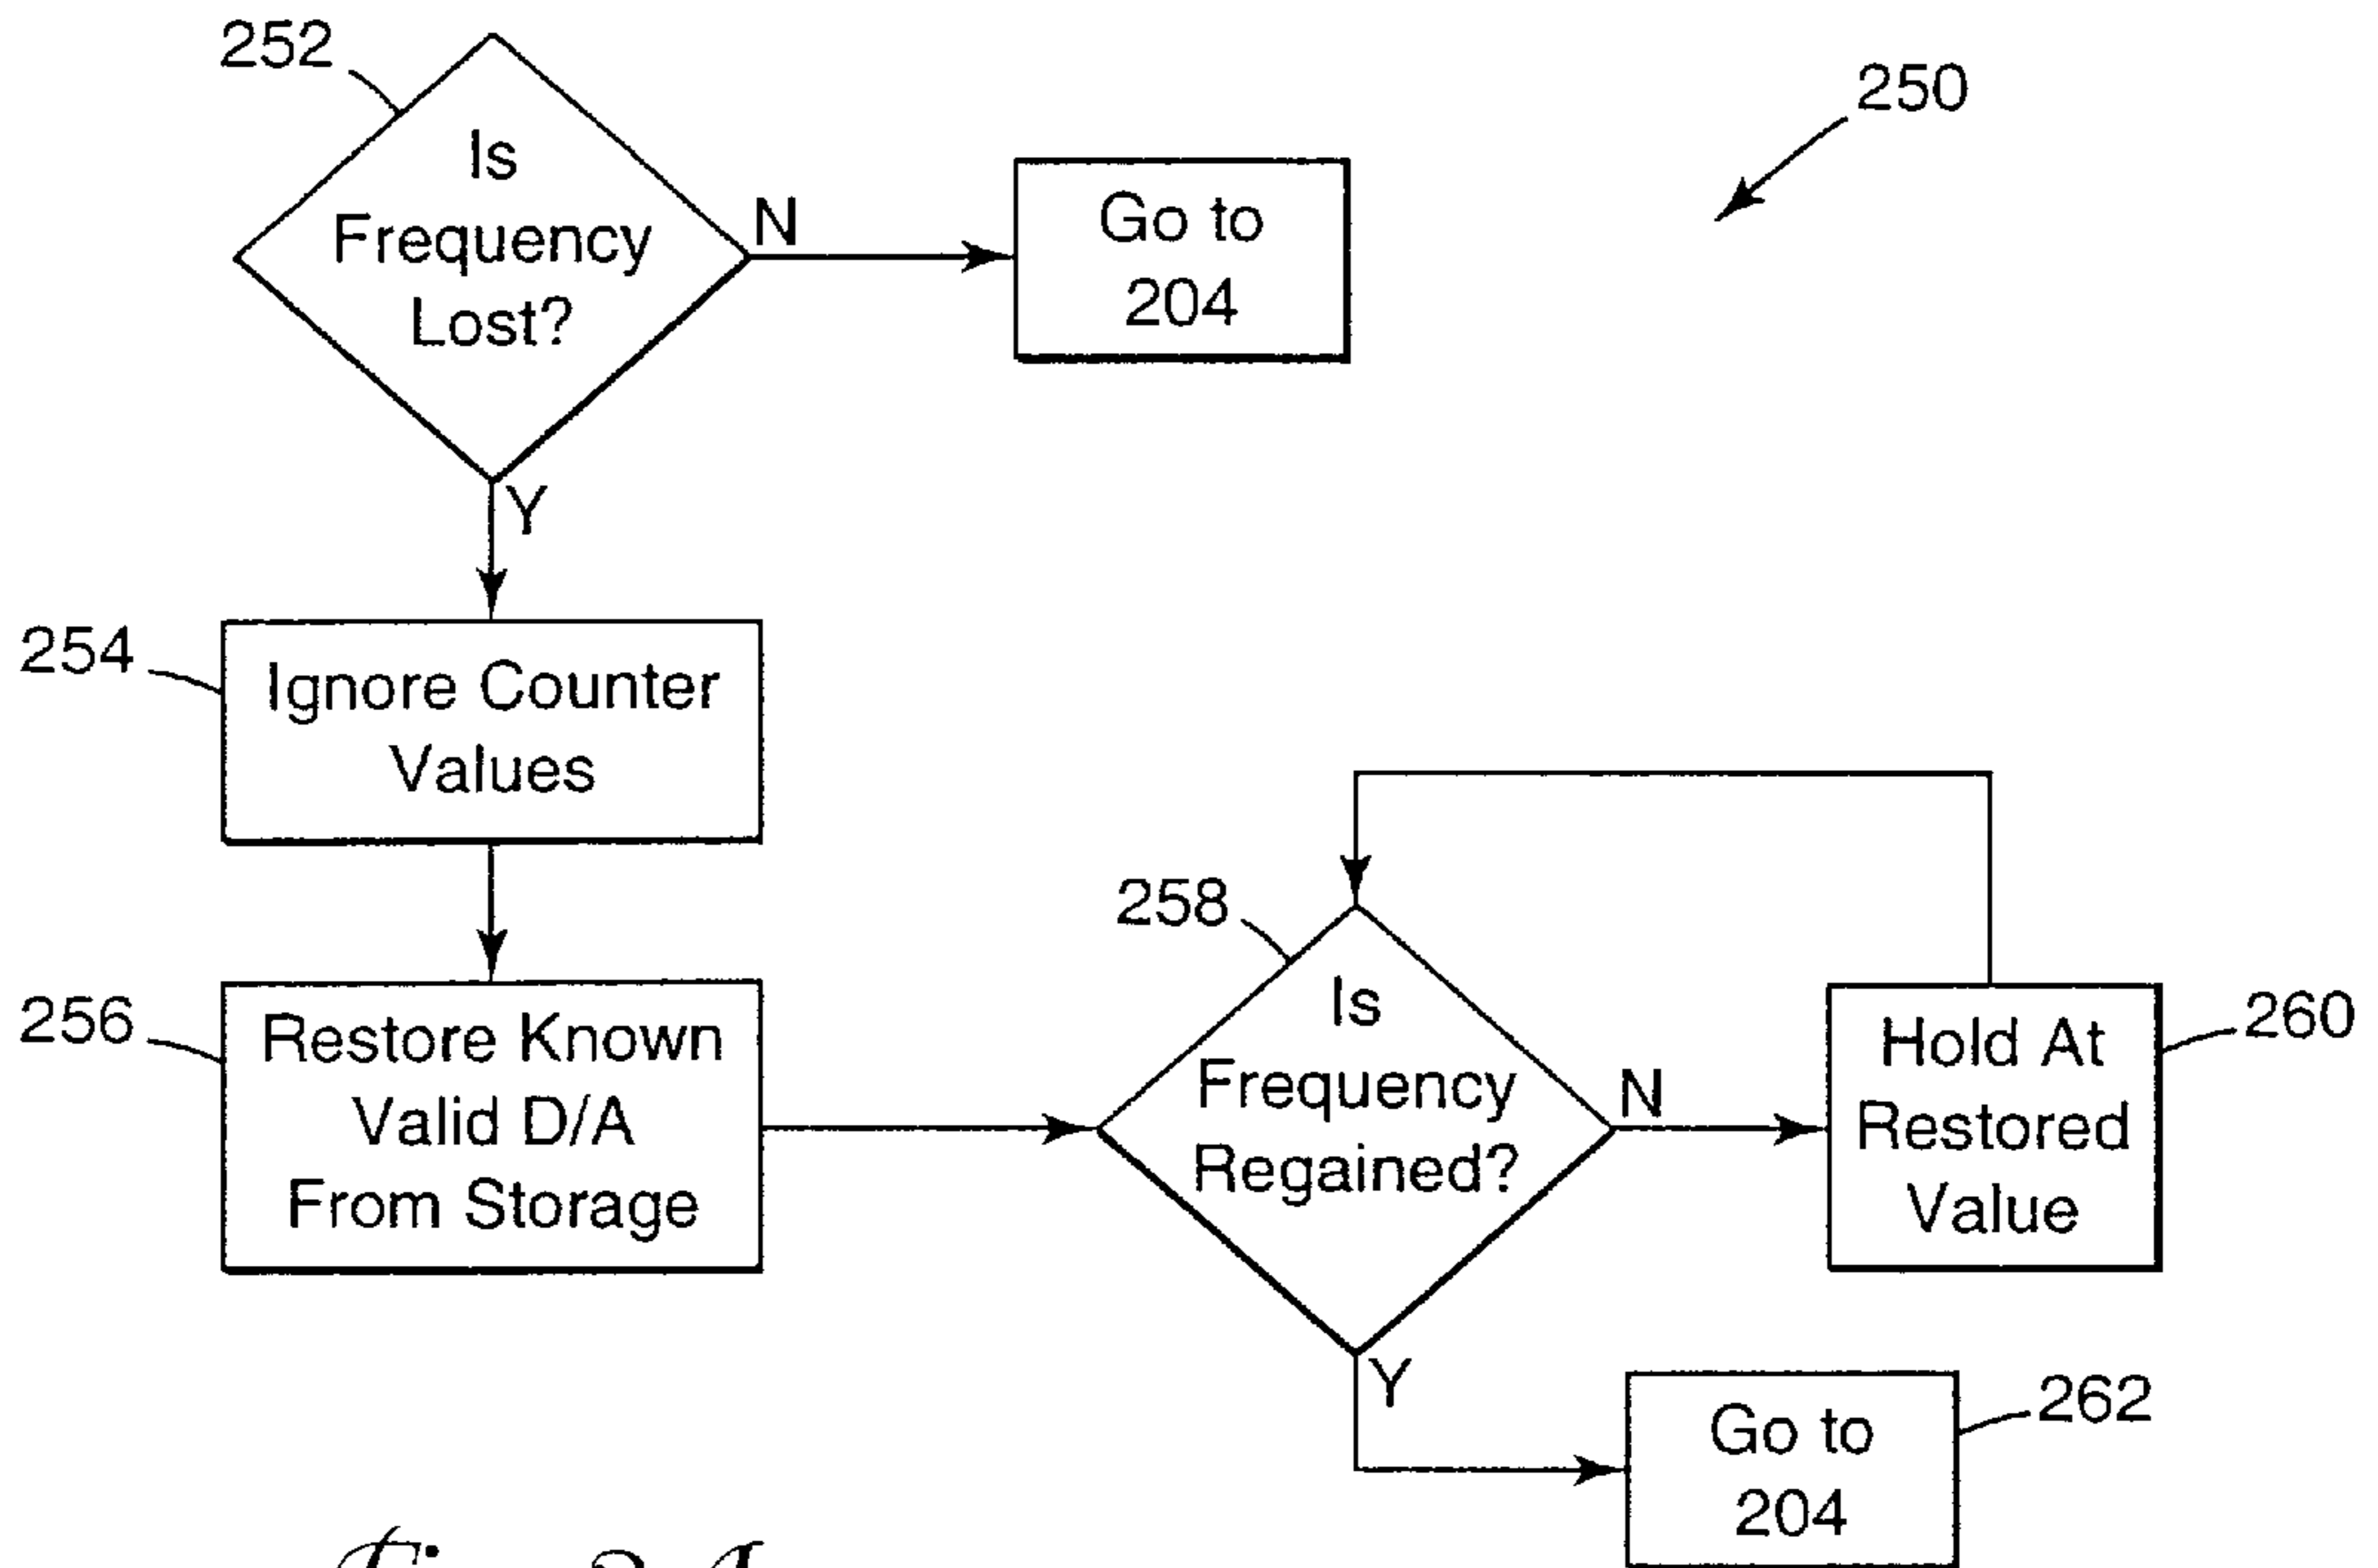 252
250
Is
Frequency
Lost?
N
Go to
204
Y
254
Ignore Counter
Values
256
Restore Known
Valid D/A
From Storage
258
Is
Frequency
Regained?
N
260
Hold At
Restored
Value
Y
262
Go to
204